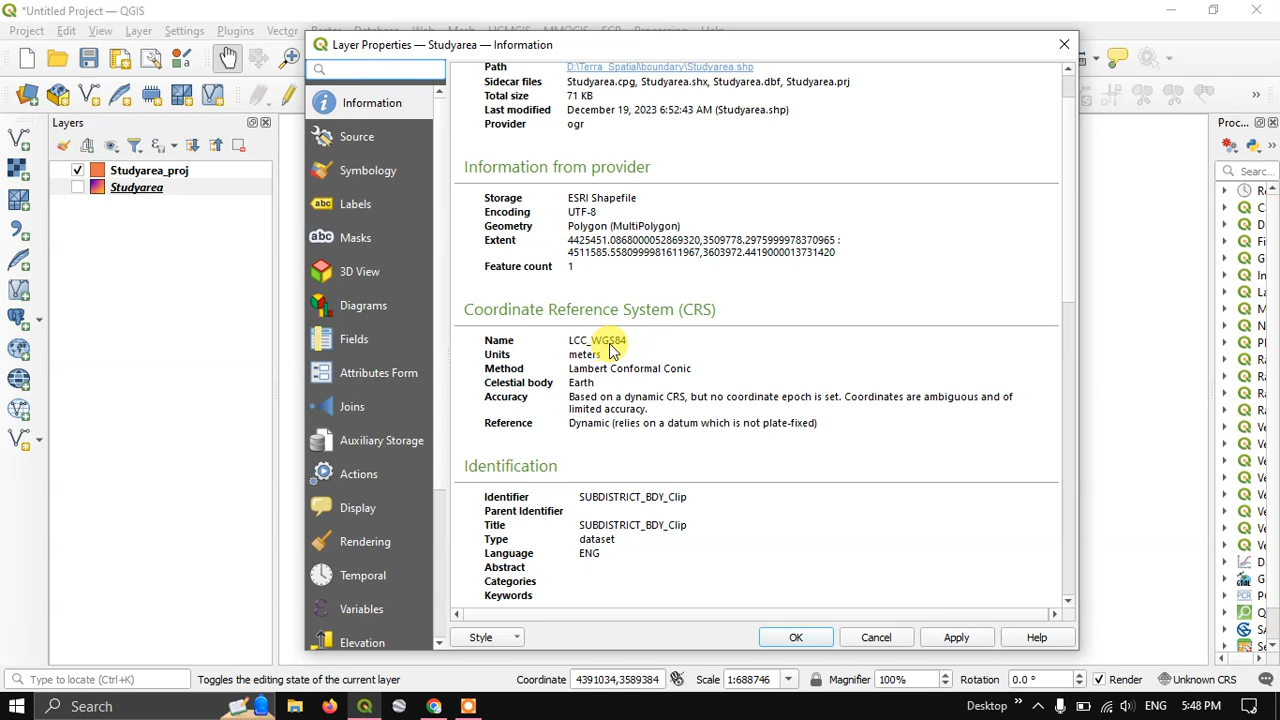 *Untitled Project — QGIS
Project Edit View Layer Settings Plugins
Layer Properties — Studyarea — Information
Path D:\Terra_Spatial\boundary\Studyarea.shp
Sidecar files Studyarea.cpg, Studyarea.shx, Studyarea.dbf, Studyarea.prj
Total size 71 KB
Last modified December 19, 2023 6:52:43 AM (Studyarea.shp)
Provider ogr
Information from provider
Storage ESRI Shapefile
Encoding UTF-8
Geometry Polygon (MultiPolygon)
Extent 4425451.0868000052869320,3509778.2975999978370965 :
4511585.5580999981611967,3603972.4419000013731420
Feature count 1
Coordinate Reference System (CRS)
Name LCC_WGS84
Units meters
Method Lambert Conformal Conic
Celestial body Earth
Accuracy Based on a dynamic CRS, but no coordinate epoch is set. Coordinates are ambiguous and of
limited accuracy.
Reference Dynamic (relies on a datum which is not plate-fixed)
Identification
Identifier SUBDISTRICT_BDY_Clip
Parent Identifier
Title SUBDISTRICT_BDY_Clip
Type dataset
Language ENG
Abstract
Categories
Keywords
Information
Source
Symbology
abc Labels
abc Masks
3D View
Diagrams
Fields
Attributes Form
Joins
Auxiliary Storage
Actions
Display
Rendering
Temporal
Variables
Elevation
Style
OK
Cancel
Apply
Help
Layers
Studyarea_proj
Studyarea
Proc...
Searc...
Type to locate (Ctrl+K)
Toggles the editing state of the current layer
Coordinate 4391034,3589384
1:688746
Magnifier 100%
Rotation 0.0 °
Render
Unknown CRS
Search
Desktop
ENG
5:48 PM